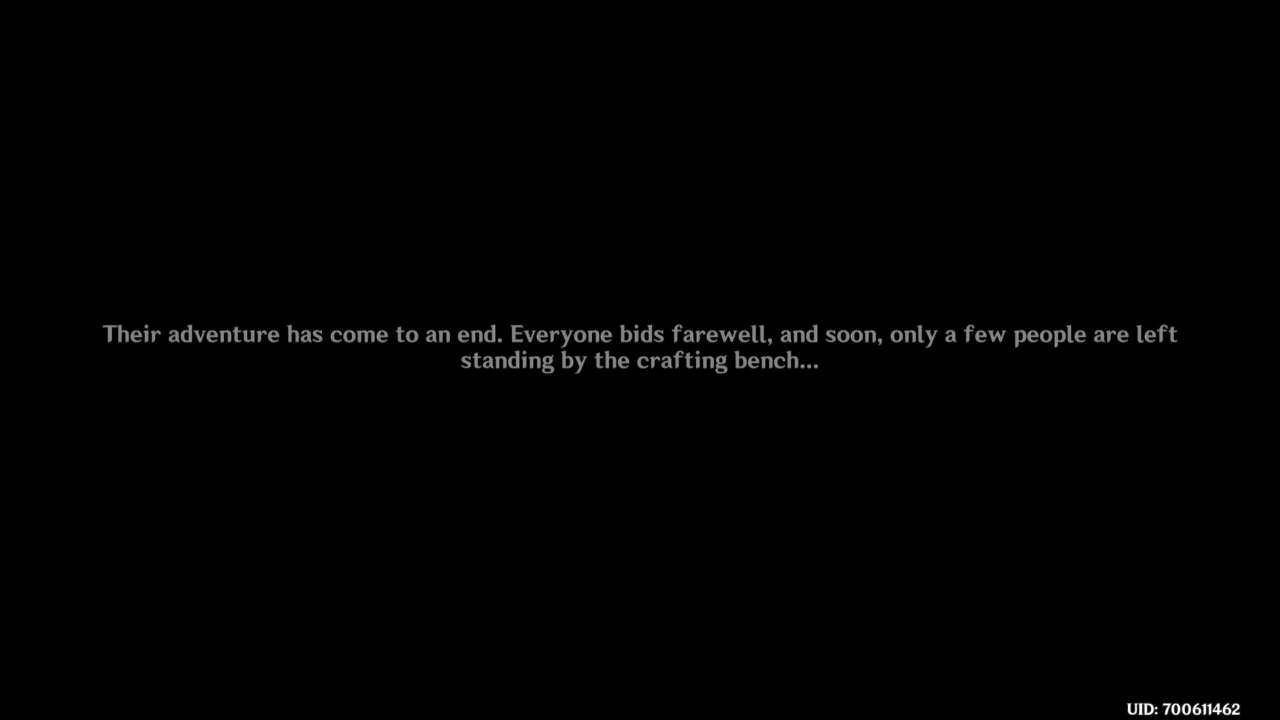 Their adventure has come to an end. Everyone bids farewell, and soon, only a few people are left
standing by the crafting bench...
UID: 700611462